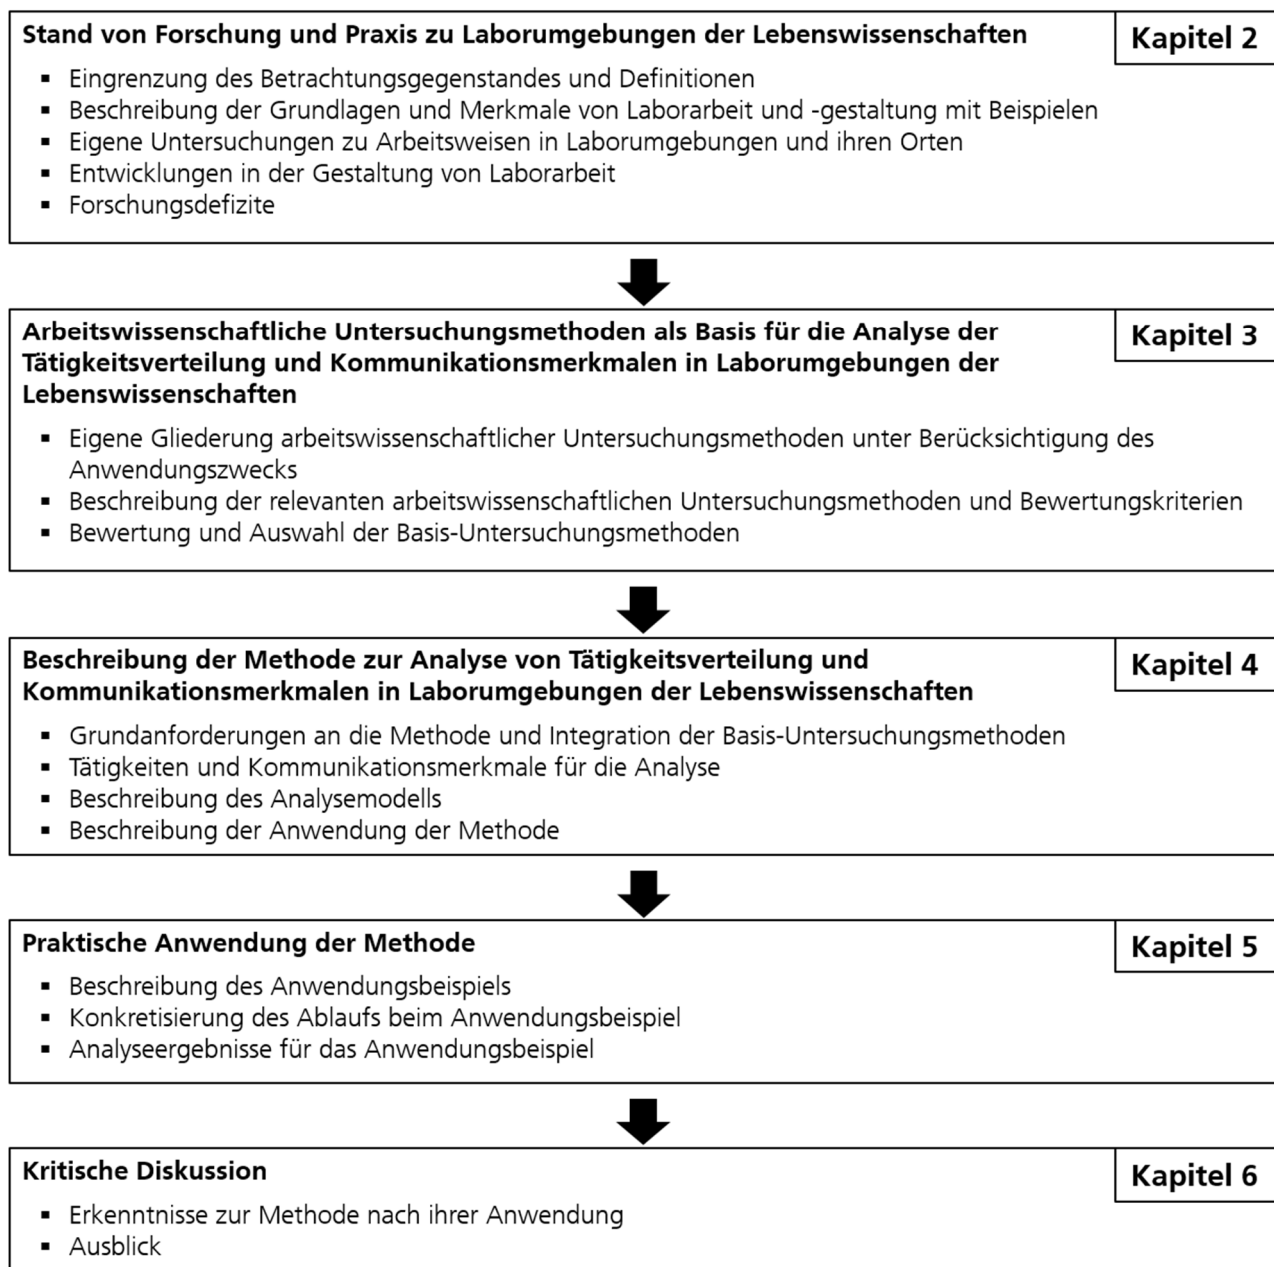 Stand von Forschung und Praxis zu Laborumgebungen der Lebenswissenschaften
Kapitel 2
▪ Eingrenzung des Betrachtungsgegenstandes und Definitionen
▪ Beschreibung der Grundlagen und Merkmale von Laborarbeit und -gestaltung mit Beispielen
▪ Eigene Untersuchungen zu Arbeitsweisen in Laborumgebungen und ihren Orten
▪ Entwicklungen in der Gestaltung von Laborarbeit
▪ Forschungsdefizite
Arbeitswissenschaftliche Untersuchungsmethoden als Basis für die Analyse der
Tätigkeitsverteilung und Kommunikationsmerkmalen in Laborumgebungen der
Lebenswissenschaften
Kapitel 3
▪ Eigene Gliederung arbeitswissenschaftlicher Untersuchungsmethoden unter Berücksichtigung des
Anwendungszwecks
▪ Beschreibung der relevanten arbeitswissenschaftlichen Untersuchungsmethoden und Bewertungskriterien
▪ Bewertung und Auswahl der Basis-Untersuchungsmethoden
Beschreibung der Methode zur Analyse von Tätigkeitsverteilung und
Kommunikationsmerkmalen in Laborumgebungen der Lebenswissenschaften
Kapitel 4
▪ Grundanforderungen an die Methode und Integration der Basis-Untersuchungsmethoden
▪ Tätigkeiten und Kommunikationsmerkmale für die Analyse
▪ Beschreibung des Analysemodells
▪ Beschreibung der Anwendung der Methode
Praktische Anwendung der Methode
Kapitel 5
▪ Beschreibung des Anwendungsbeispiels
▪ Konkretisierung des Ablaufs beim Anwendungsbeispiel
▪ Analyseergebnisse für das Anwendungsbeispiel
Kritische Diskussion
Kapitel 6
▪ Erkenntnisse zur Methode nach ihrer Anwendung
▪ Ausblick